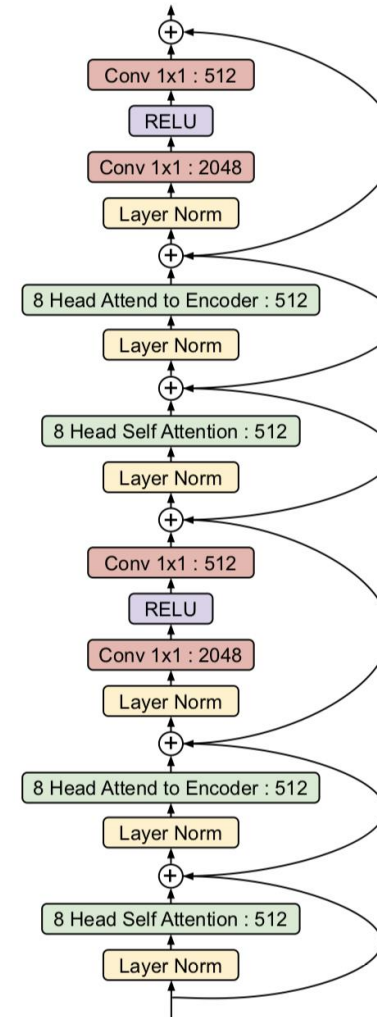 Conv 1x1 : 512
RELU
Conv 1x1 : 2048
Layer Norm
8 Head Attend to Encoder : 512
Layer Norm
8 Head Self Attention : 512
Layer Norm
Conv 1x1 : 512
RELU
Conv 1x1 : 2048
Layer Norm
8 Head Attend to Encoder : 512
Layer Norm
8 Head Self Attention : 512
Layer Norm